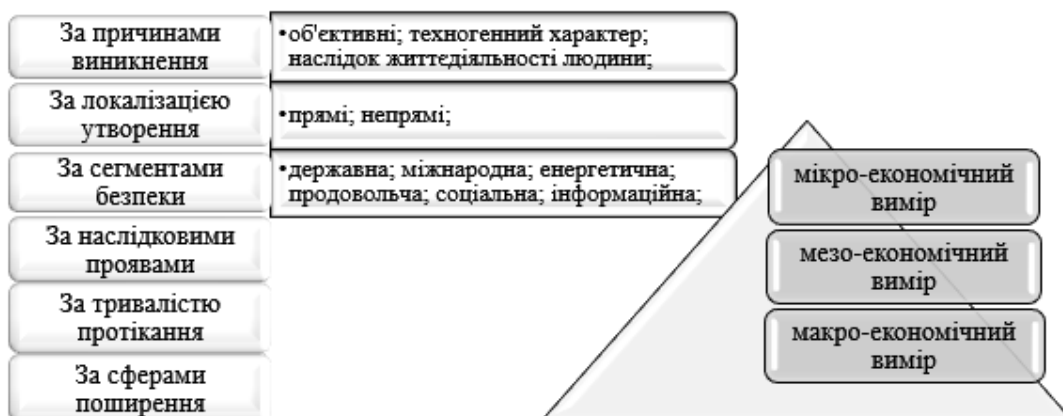 За причинами
виникнення
•об'єктивні; техногенний характер;
наслідок життєдіяльності людини;
За локалізацією
утворення
•прямі; непрямі;
За сегментами
безпеки
•державна; міжнародна; енергетична;
продовольча; соціальна; інформаційна;
За наслідковими
проявами
За тривалістю
протікання
За сферами
поширення
мікро-економічний
вимір
мезо-економічний
вимір
макро-економічний
вимір